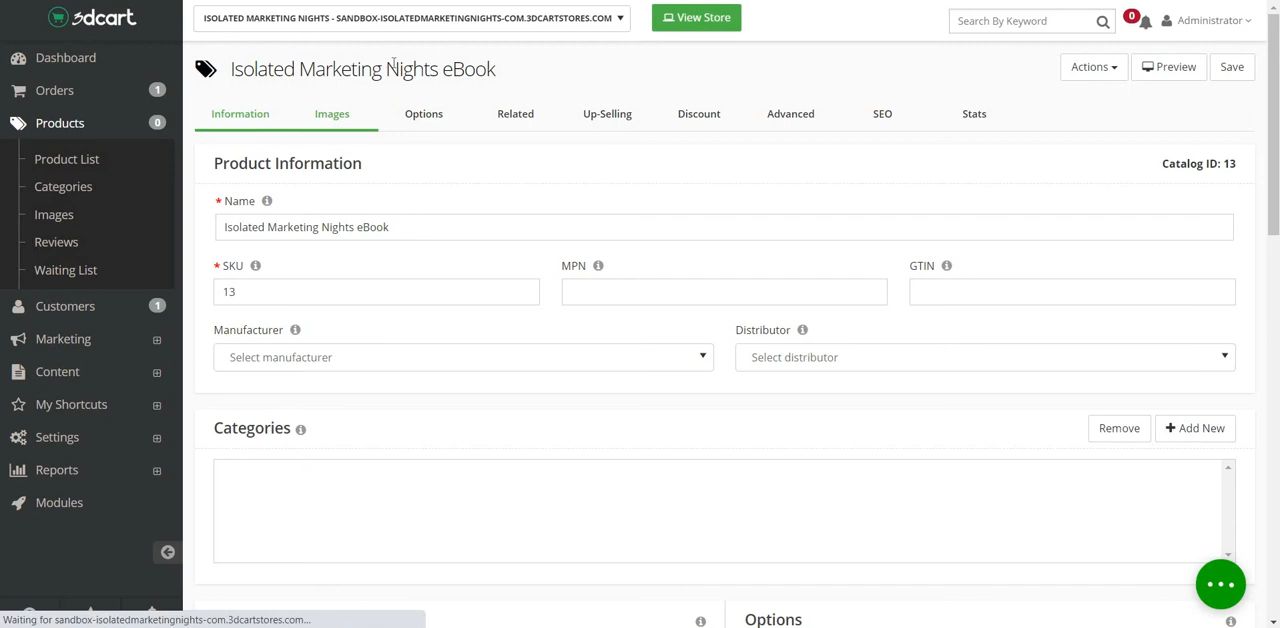 3dcart
ISOLATED MARKETING NIGHTS - SANDBOX-ISOLATEDMARKETINGNIGHTS-COM.3DCARTSTORES.COM
View Store
Search By Keyword
0
Administrator
Dashboard
Orders 1
Products 0
Product List
Categories
Images
Reviews
Waiting List
Customers 1
Marketing
Content
My Shortcuts
Settings
Reports
Modules
Isolated Marketing Nights eBook
Actions
Preview
Save
Information
Images
Options
Related
Up-Selling
Discount
Advanced
SEO
Stats
Product Information
Catalog ID: 13
* Name
Isolated Marketing Nights eBook
* SKU
MPN
GTIN
13
Manufacturer
Distributor
Select manufacturer
Select distributor
Categories
Remove
+ Add New
Options
Waiting for sandbox-isolatedmarketingnights-com.3dcartstores.com...